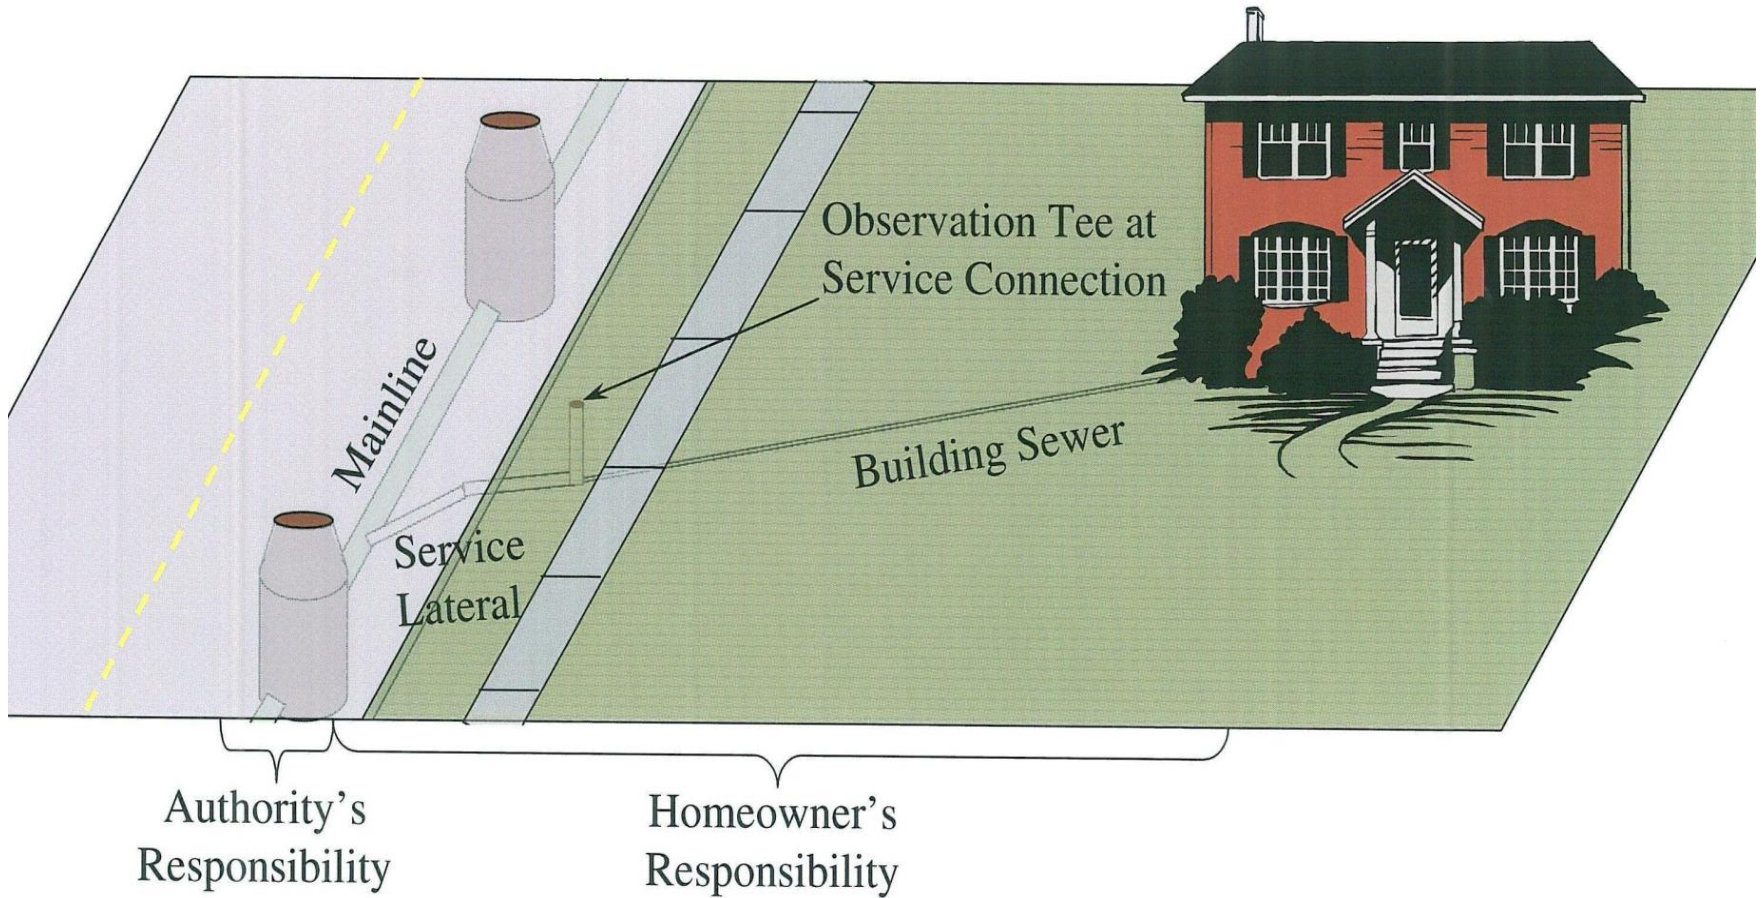 Observation Tee at
Service Connection
Mainline
Building Sewer
Service
Lateral
Authority's
Responsibility
Homeowner's
Responsibility